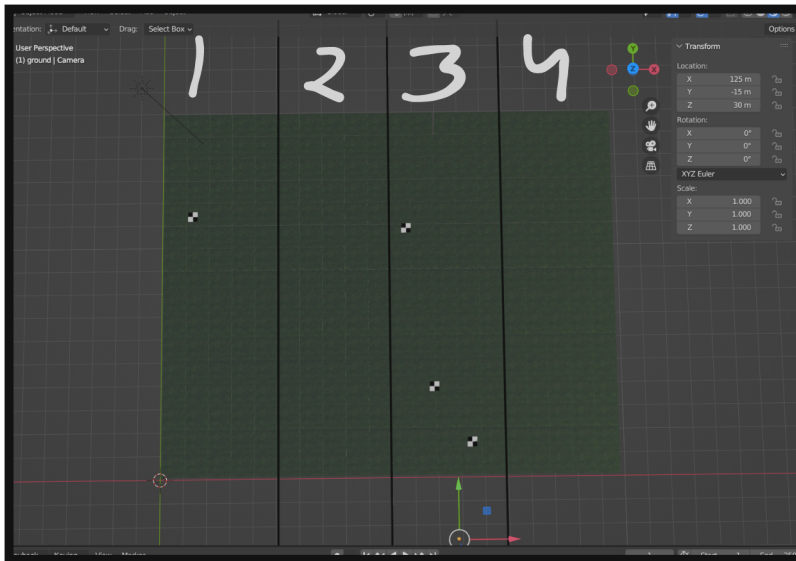 entation: Default Drag: Select Box Options
User Perspective
(1) ground | Camera
1 2 3 4
Y
Z X
Transform
Location:
X 125 m
Y -15 m
Z 30 m
Rotation:
X 0°
Y 0°
Z 0°
XYZ Euler
Scale:
X 1.000
Y 1.000
Z 1.000